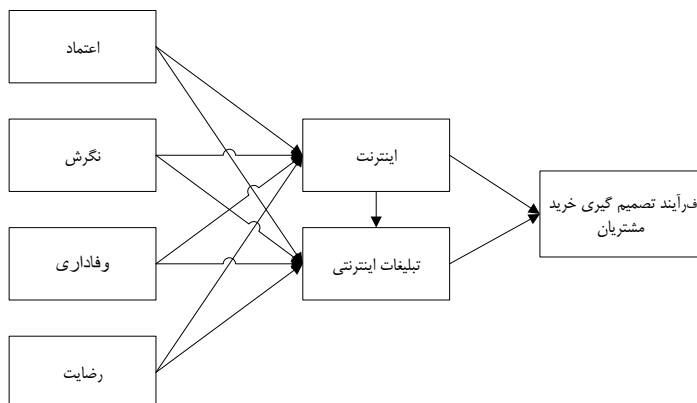 اعتماد
نگرش
وفاداری
رضایت
اینترنت
تبلیغات اینترنتی
فرآیند تصمیم گیری خرید
مشتریان